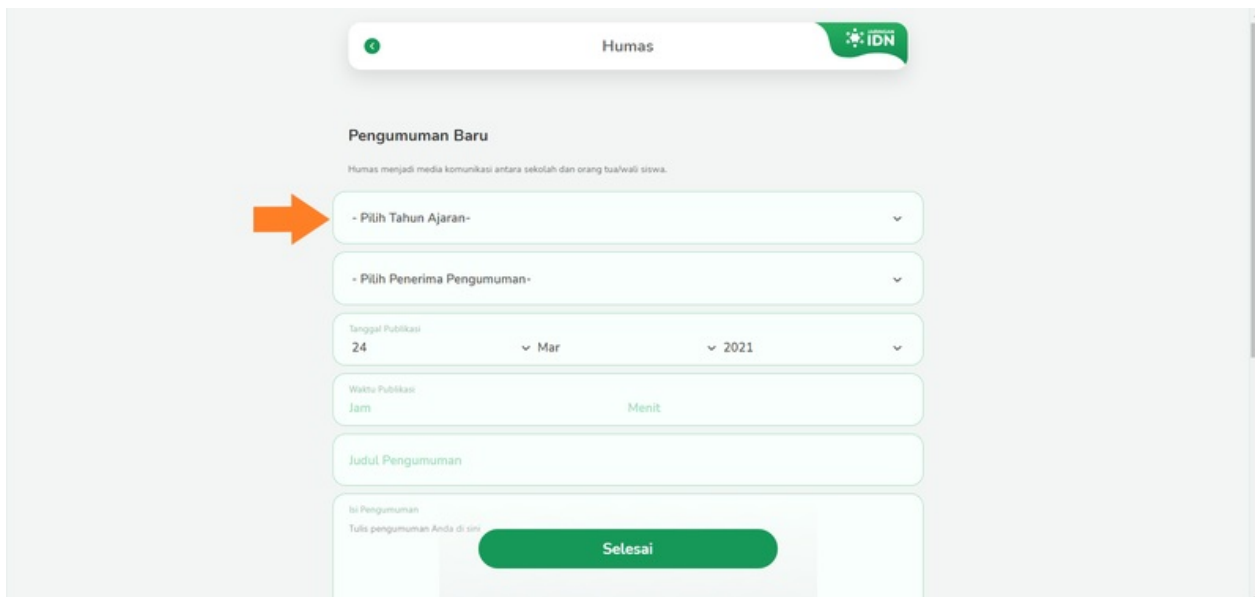 Humas
JARINGAN
IDN
Pengumuman Baru
Humas menjadi media komunikasi antara sekolah dan orang tua/wali siswa.
- Pilih Tahun Ajaran-
- Pilih Penerima Pengumuman-
Tanggal Publikasi
24 Mar 2021
Waktu Publikasi
Jam Menit
Judul Pengumuman
Isi Pengumuman
Tulis pengumuman Anda di sini
Selesai